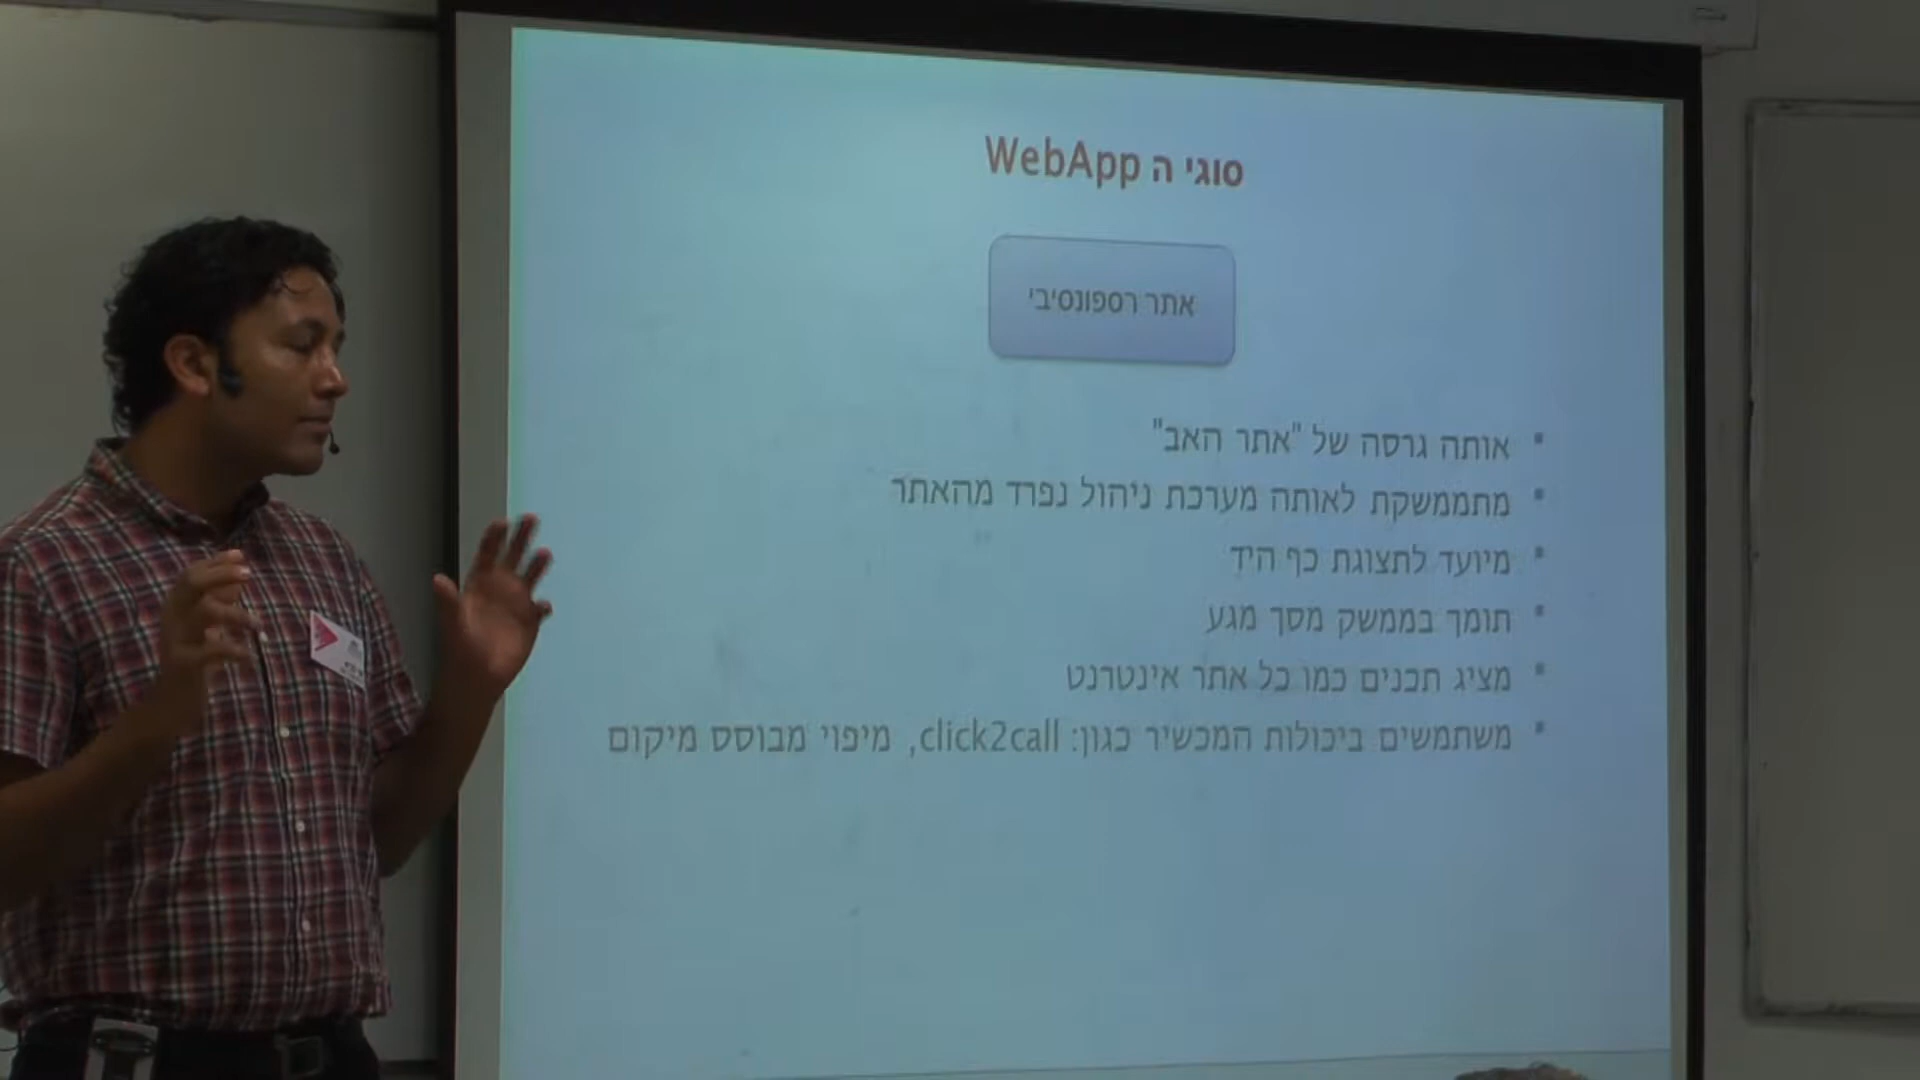 סוגי ה WebApp
אתר רספונסיבי
אותה גרסה של "אתר האב"
מתממשקת לאותה מערכת ניהול נפרד מהאתר
מיועד לתצוגת כף היד
תומך בממשק מסך מגע
מציג תכנים כמו כל אתר אינטרנט
משתמשים ביכולות המכשיר כגון: click2call, מיפוי מבוסס מיקום